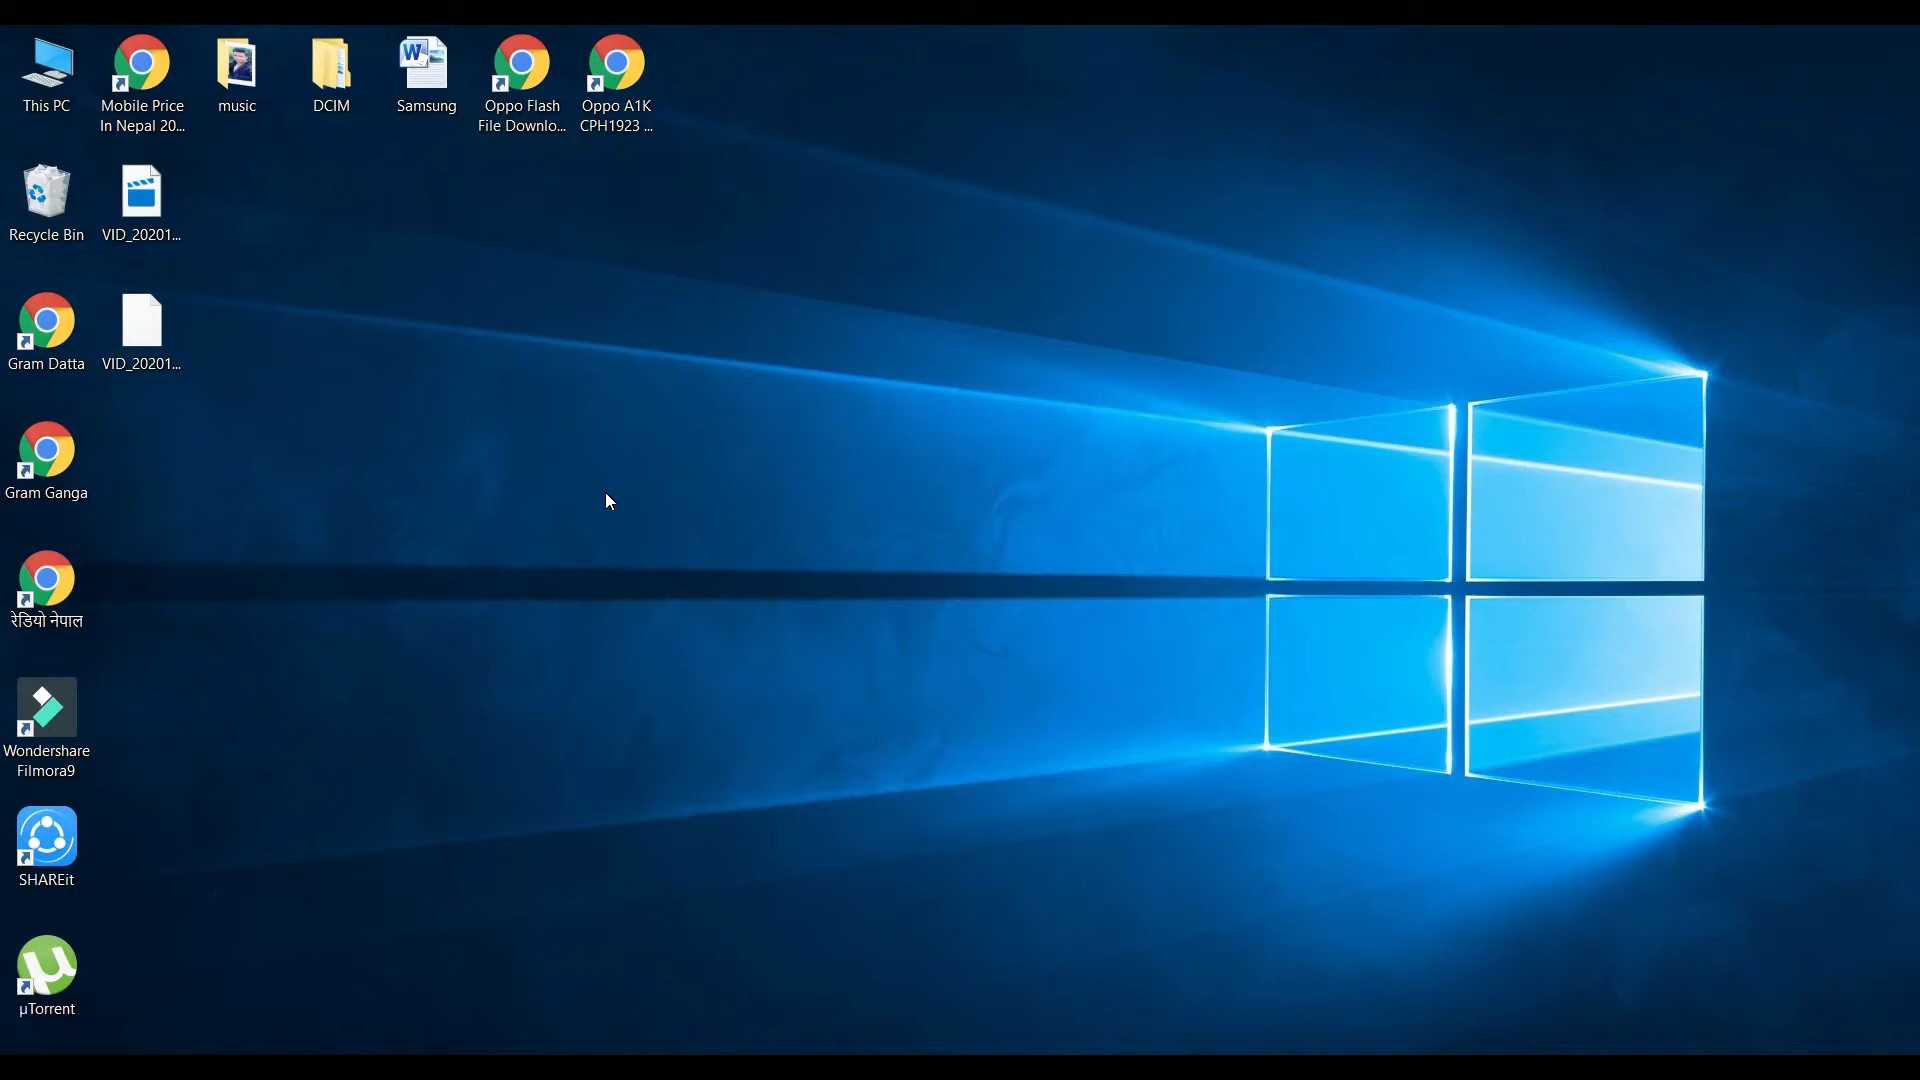 This PC
Mobile Price
In Nepal 20...
music
DCIM
Samsung
Oppo Flash
File Downlo...
Oppo A1K
CPH1923 ...
Recycle Bin
VID_20201...
Gram Datta
VID_20201...
Gram Ganga
रेडियो नेपाल
Wondershare
Filmora9
SHAREit
µTorrent